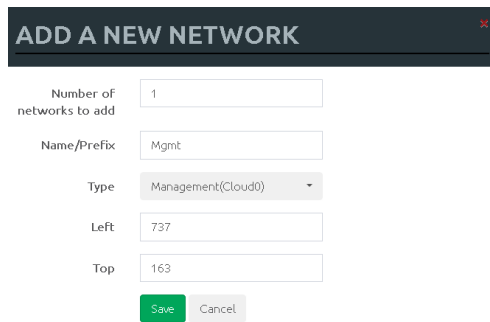 ADD A NEW NETWORK
×
Number of
networks to add
1
Name/Prefix
Mgmt
Type
Management(Cloud0)
Left
737
Top
163
Save
Cancel